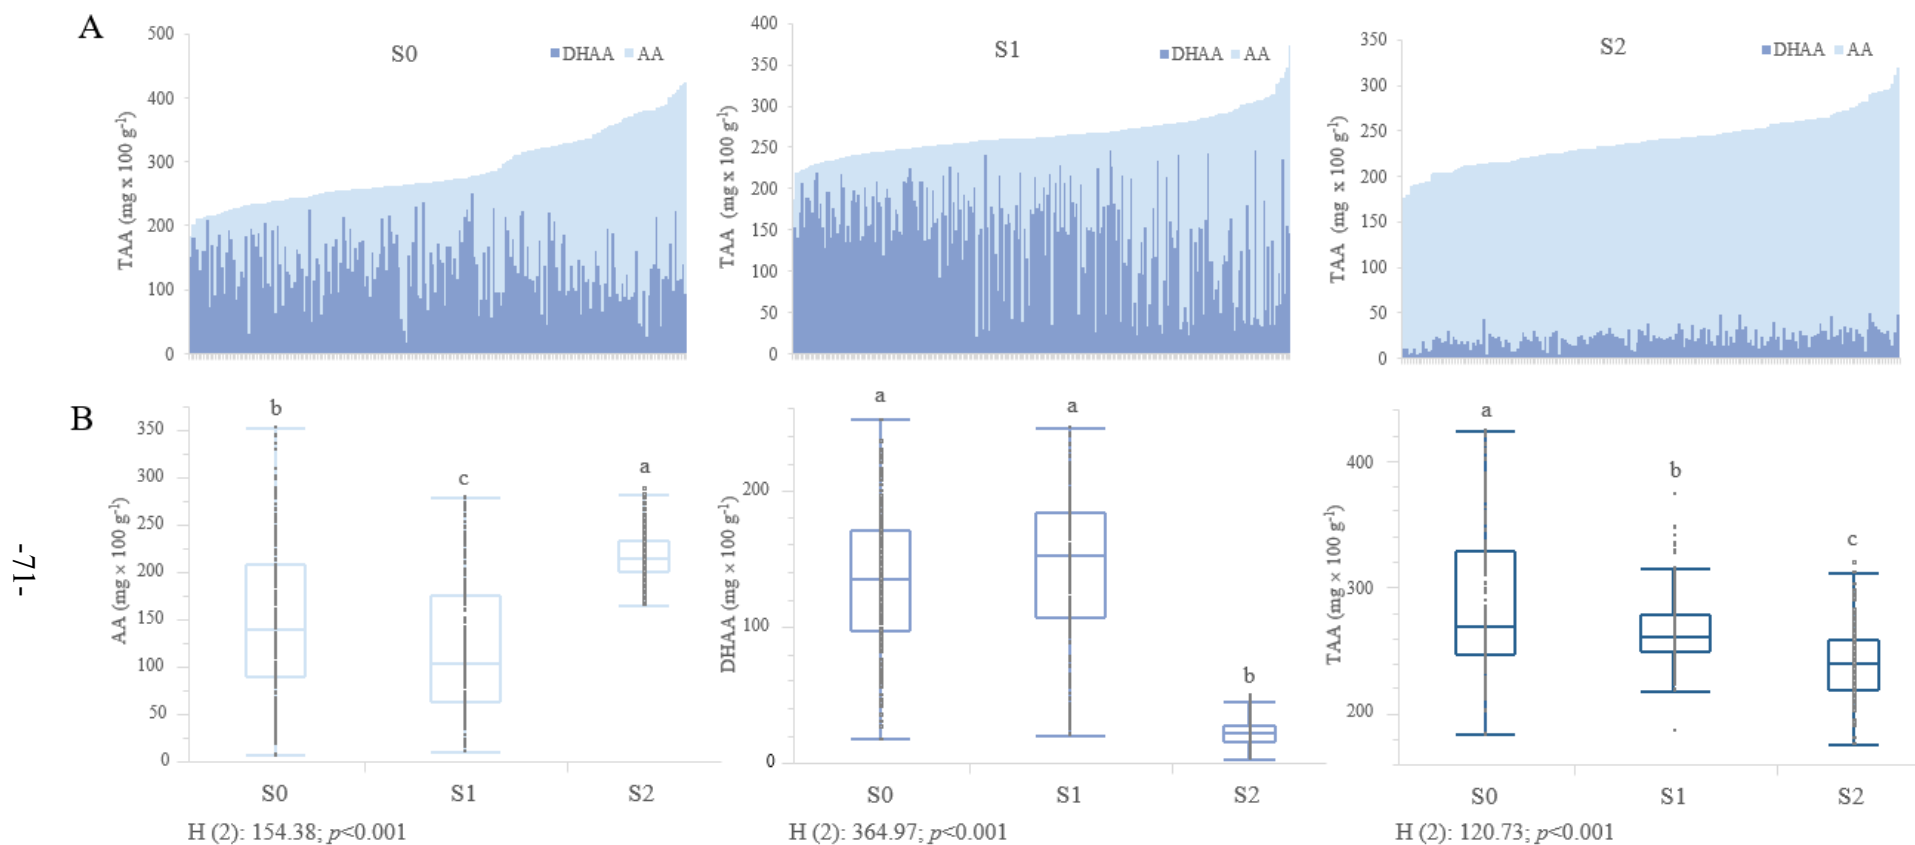 A
S0
DHAA AA
TAA (mg x 100 g-1)
500
400
300
200
100
0
S1
DHAA AA
TAA (mg x 100 g-1)
400
350
300
250
200
150
100
50
0
S2
DHAA AA
TAA (mg x 100 g-1)
350
300
250
200
150
100
50
0
B
AA (mg × 100 g-1)
350
300
250
200
150
100
50
0
b
c
a
S0 S1 S2
H (2): 154.38; p<0.001
DHAA (mg × 100 g-1)
200
100
0
a
a
b
S0 S1 S2
H (2): 364.97; p<0.001
TAA (mg × 100 g-1)
400
300
200
a
b
c
S0 S1 S2
H (2): 120.73; p<0.001
-71-